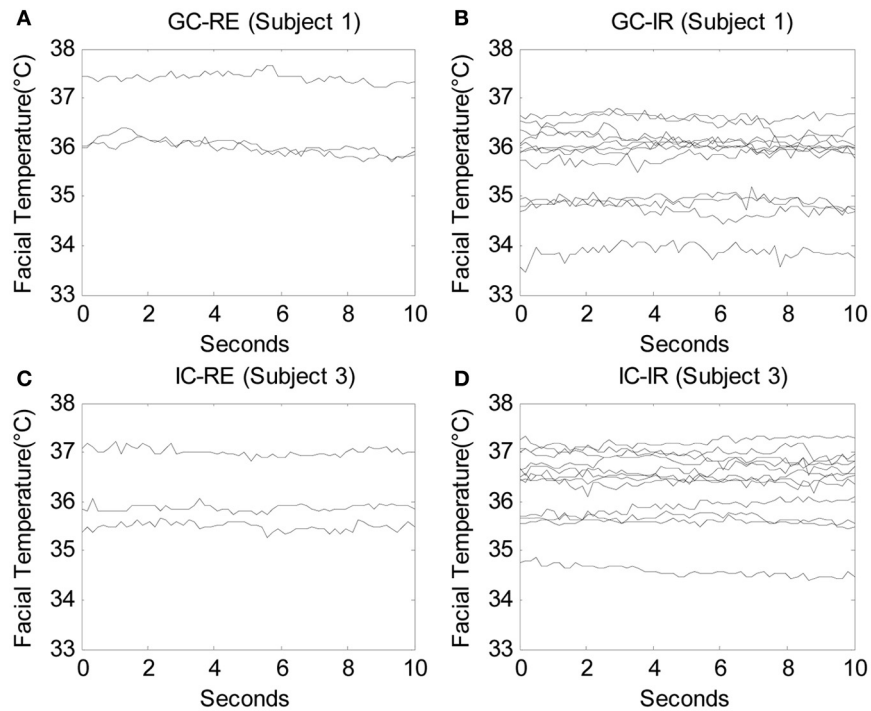 A
GC-RE (Subject 1)
38
37
36
35
34
33
Facial Temperature(°C)
0 2 4 6 8 10
Seconds
B
GC-IR (Subject 1)
38
37
36
35
34
33
Facial Temperature(°C)
0 2 4 6 8 10
Seconds
C
IC-RE (Subject 3)
38
37
36
35
34
33
Facial Temperature(°C)
0 2 4 6 8 10
Seconds
D
IC-IR (Subject 3)
38
37
36
35
34
33
Facial Temperature(°C)
0 2 4 6 8 10
Seconds